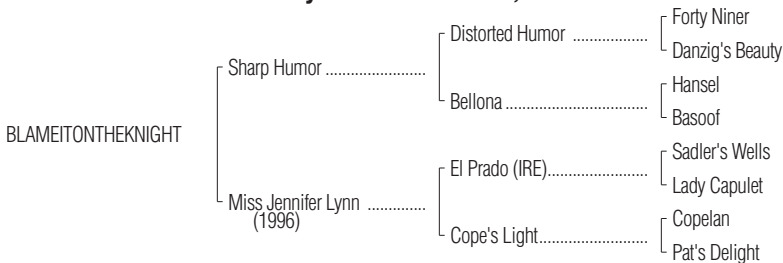 Forty Niner
Distorted Humor ..................
Danzig's Beauty
Sharp Humor ........................
Hansel
Bellona ..................................
Basoof
BLAMEITONTHEKNIGHT
Sadler's Wells
El Prado (IRE)........................
Lady Capulet
Miss Jennifer Lynn ..............
(1996)
Copelan
Cope's Light..........................
Pat's Delight